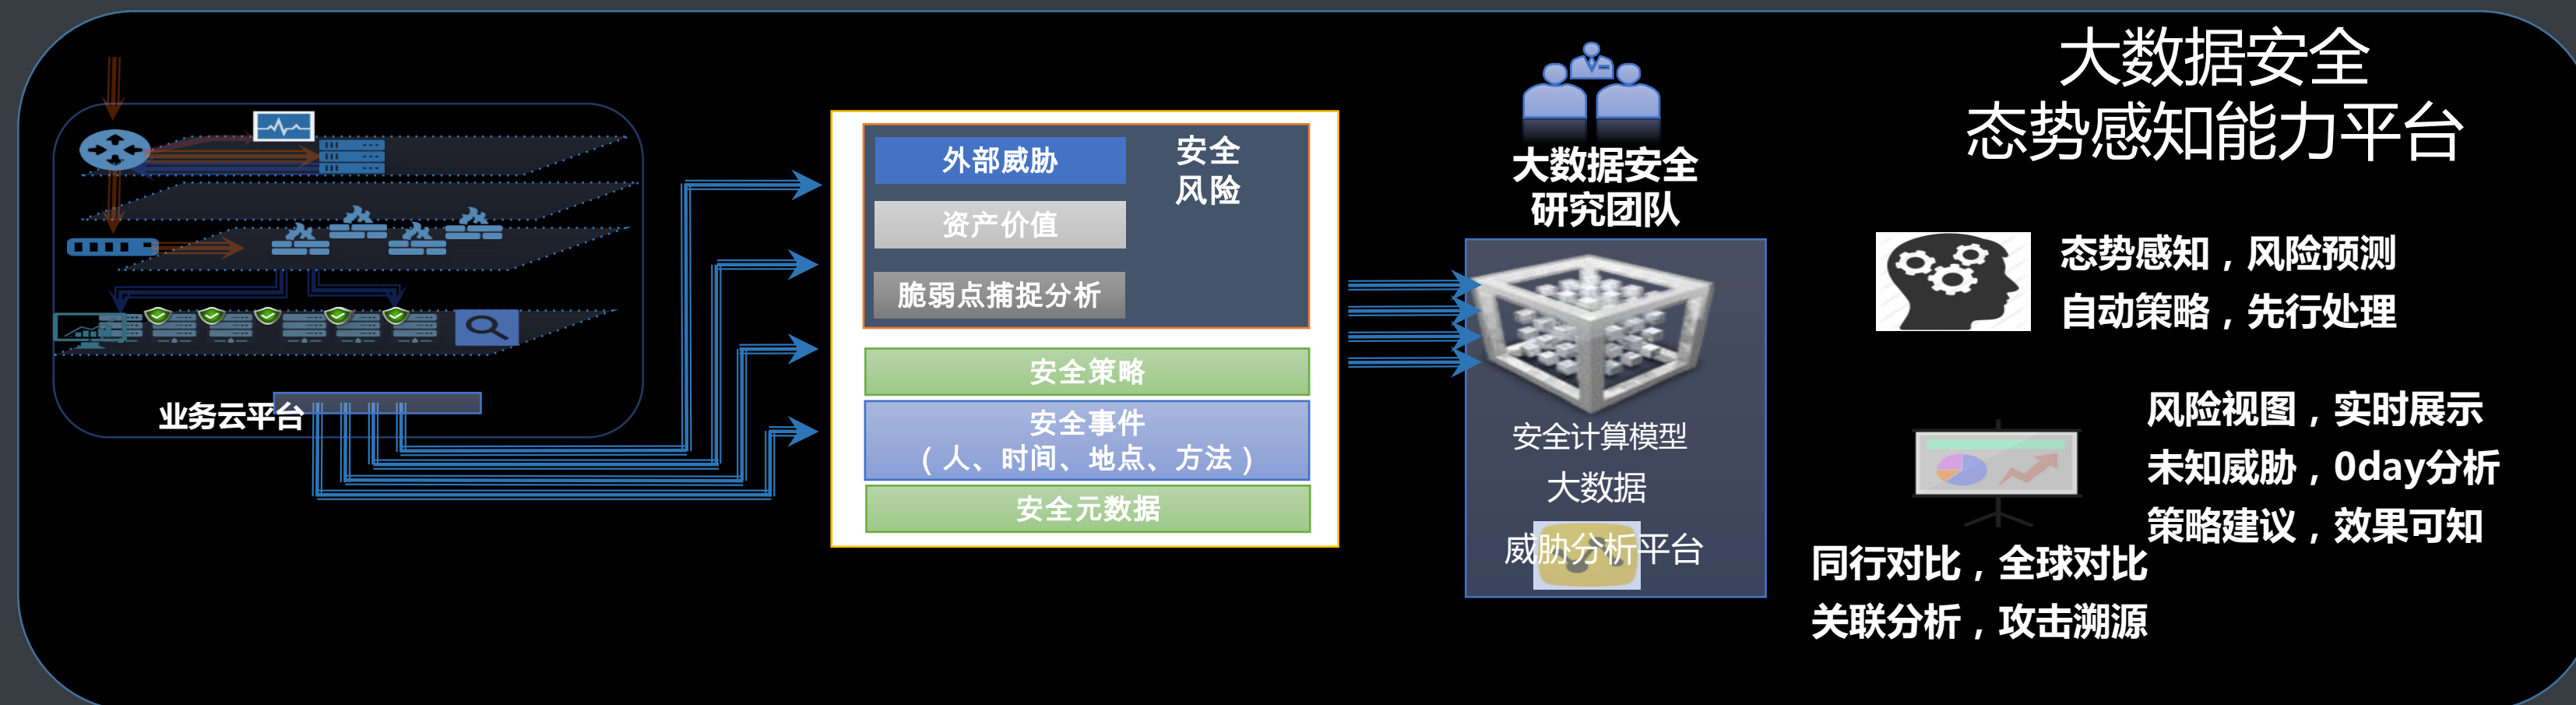 业务云平台
外部威胁
资产价值
脆弱点捕捉分析
安全
风险
安全策略
安全事件
（人、时间、地点、方法）
安全元数据
大数据安全
研究团队
安全计算模型
大数据
威胁分析平台
大数据安全
态势感知能力平台
态势感知，风险预测
自动策略，先行处理
风险视图，实时展示
未知威胁，0day分析
策略建议，效果可知
同行对比，全球对比
关联分析，攻击溯源